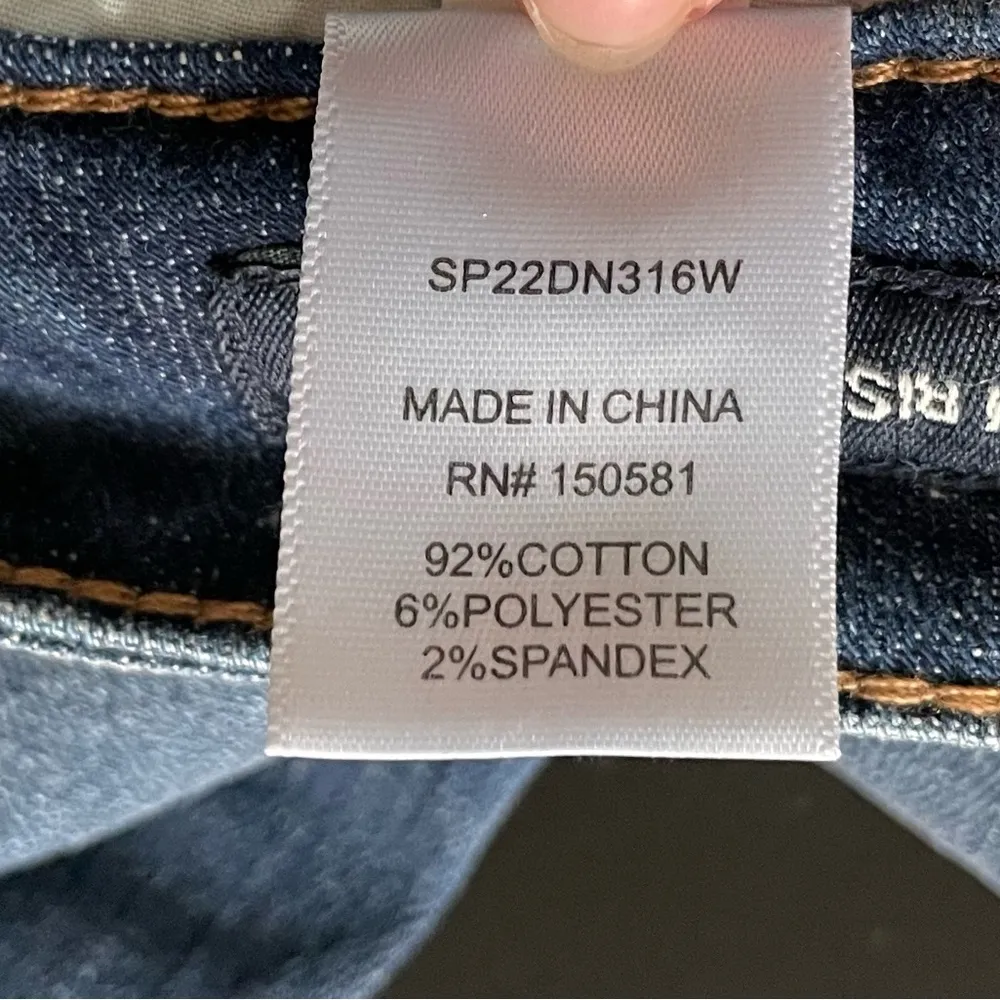 SP22DN316W
MADE IN CHINA
RN# 150581
92%COTTON
6%POLYESTER
2%SPANDEX